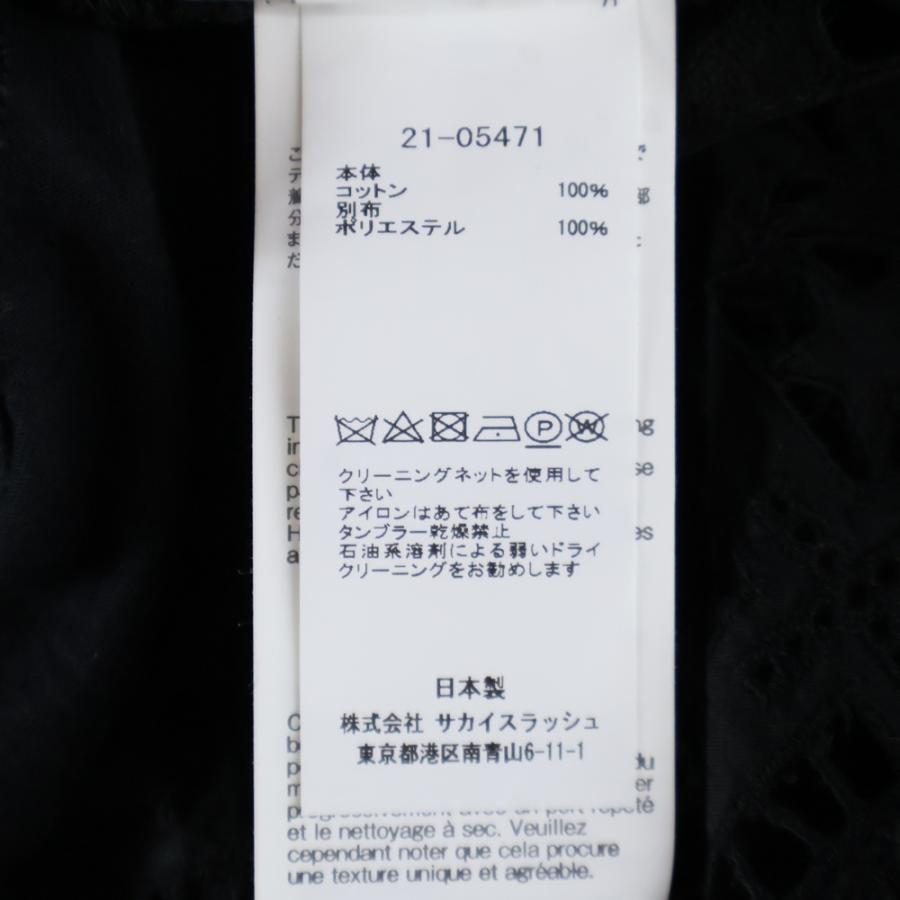 21-05471
本体
コットン 100%
別布
ポリエステル 100%
P
W
クリーニングネットを使用して
下さい
アイロンはあて布をして下さい
タンブラー乾燥禁止
石油系溶剤による弱いドライ
クリーニングをお勧めします
日本製
株式会社 サカイスラッシュ
東京都港区南青山6-11-1
et le nettoyage à sec. Veuillez
cependant noter que cela procure
une texture unique et agréable.